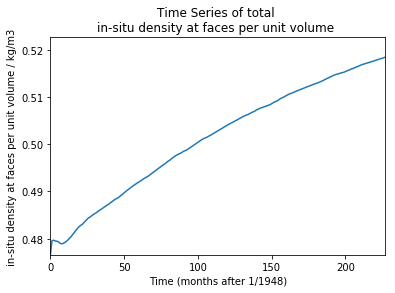 Time Series of total
in-situ density at faces per unit volume
in-situ density at faces per unit volume / kg/m3
0.52
0.51
0.50
0.49
0.48
0
50
100
150
200
Time (months after 1/1948)